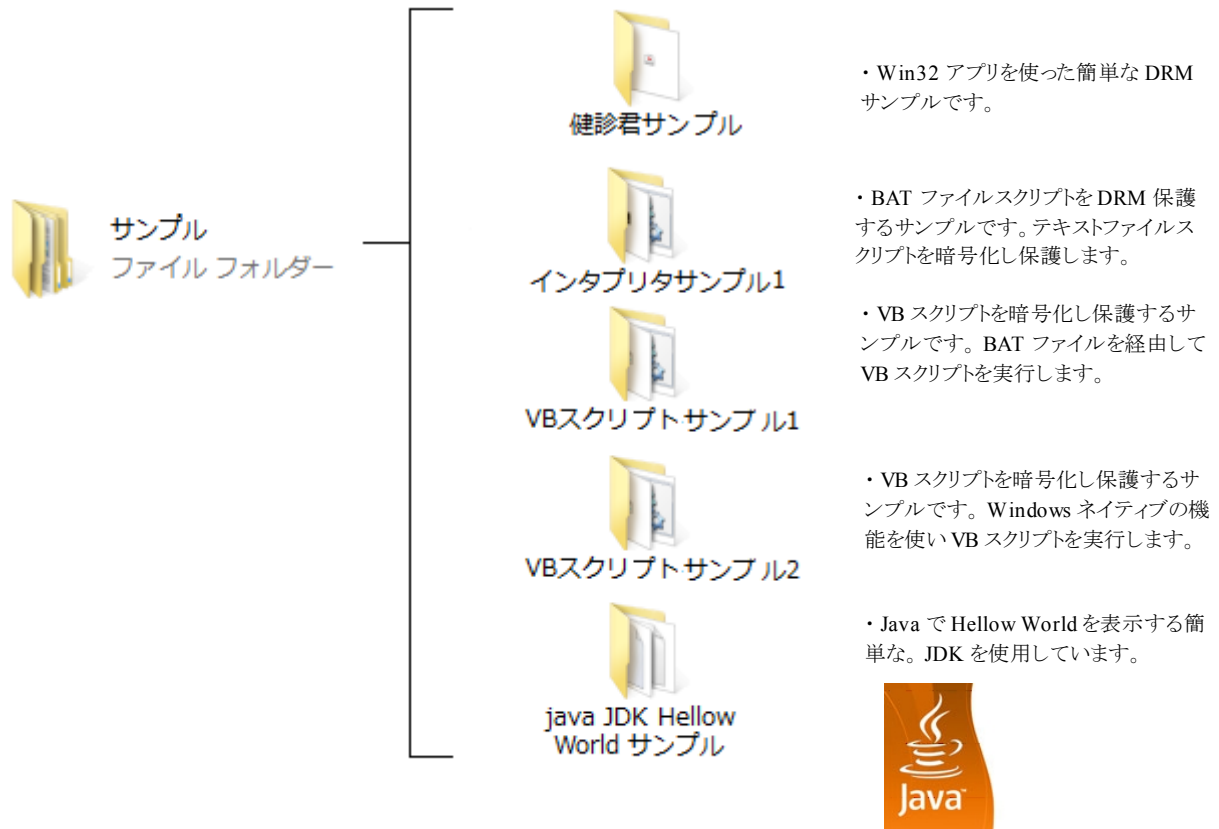 健診君サンプル
・Win32 アプリを使った簡単な DRM
サンプルです。
サンプル
ファイル フォルダー
インタプリタサンプル1
・BAT ファイルスクリプトを DRM 保護
するサンプルです。テキストファイルス
クリプトを暗号化し保護します。
VBスクリプトサンプル1
・VB スクリプトを暗号化し保護するサ
ンプルです。BAT ファイルを経由して
VB スクリプトを実行します。
VBスクリプトサンプル2
・VB スクリプトを暗号化し保護するサ
ンプルです。Windows ネイティブの機
能を使い VB スクリプトを実行します。
java JDK Hellow
World サンプル
・Java で Hellow World を表示する簡
単な。JDK を使用しています。
Java™